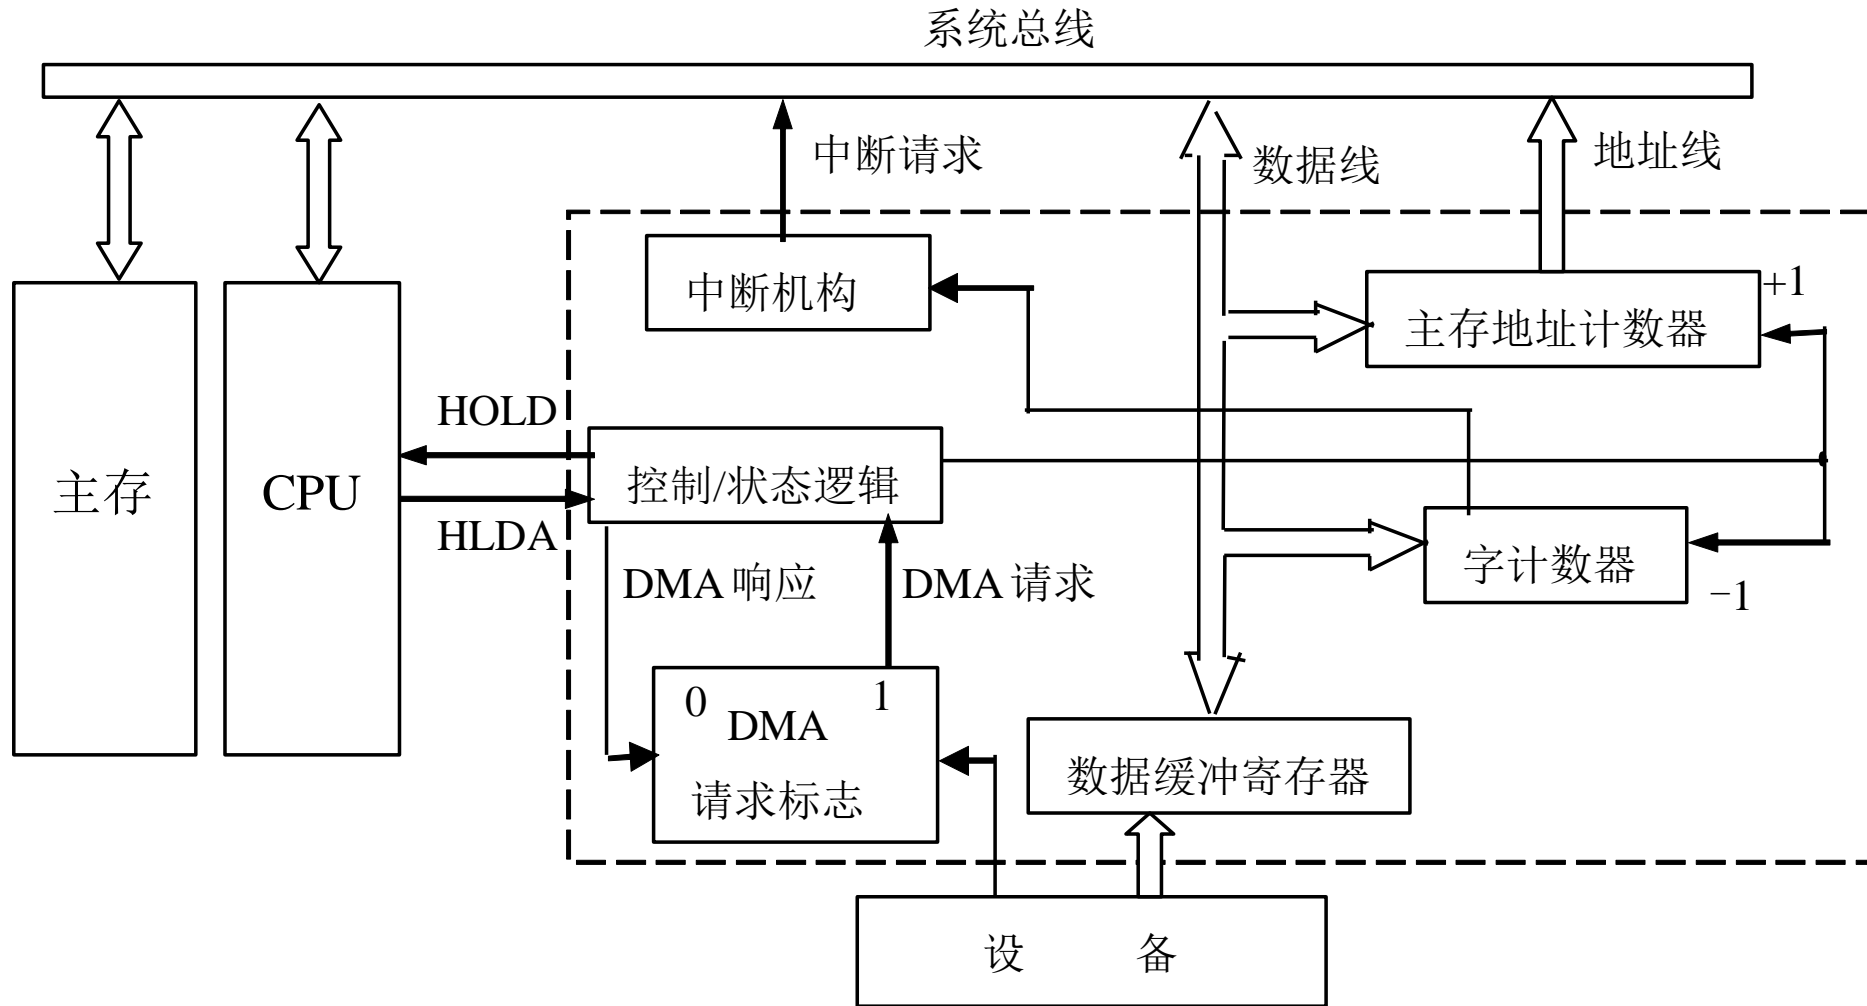 系统总线
中断请求
数据线
地址线
中断机构
+1
主存地址计数器
HOLD
主存
CPU
控制/状态逻辑
HLDA
字计数器
DMA 响应
DMA 请求
−1
0
1
DMA
请求标志
数据缓冲寄存器
设 备